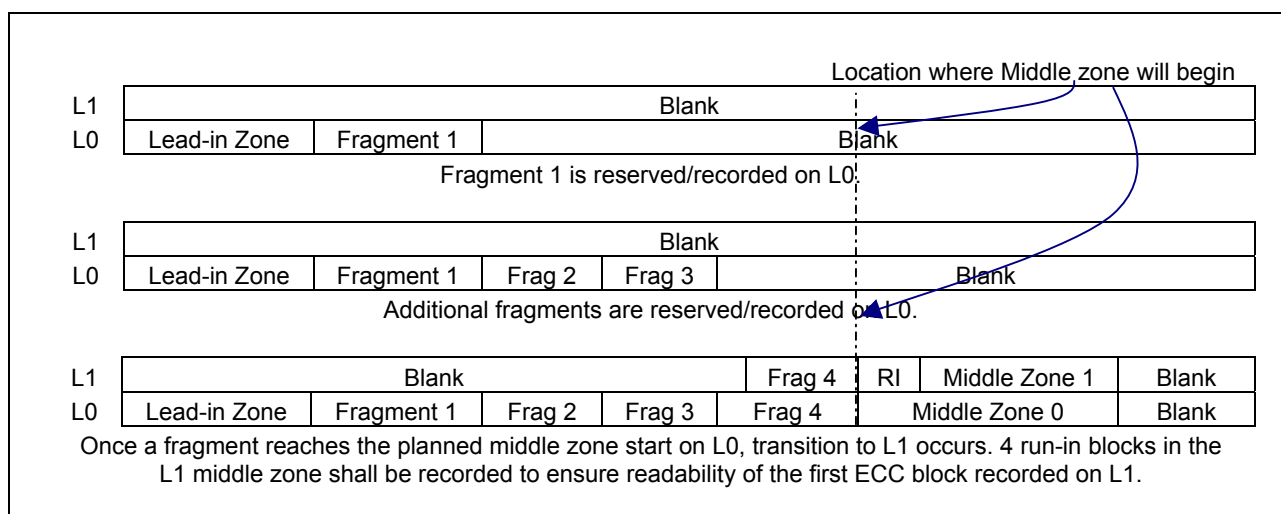 Location where Middle zone will begin
L1 Blank
L0 Lead-in Zone Fragment 1 Blank
Fragment 1 is reserved/recorded on L0.
L1 Blank
L0 Lead-in Zone Fragment 1 Frag 2 Frag 3 Blank
Additional fragments are reserved/recorded on L0.
L1 Blank Frag 4 RI Middle Zone 1 Blank
L0 Lead-in Zone Fragment 1 Frag 2 Frag 3 Frag 4 Middle Zone 0 Blank
Once a fragment reaches the planned middle zone start on L0, transition to L1 occurs. 4 run-in blocks in the
L1 middle zone shall be recorded to ensure readability of the first ECC block recorded on L1.